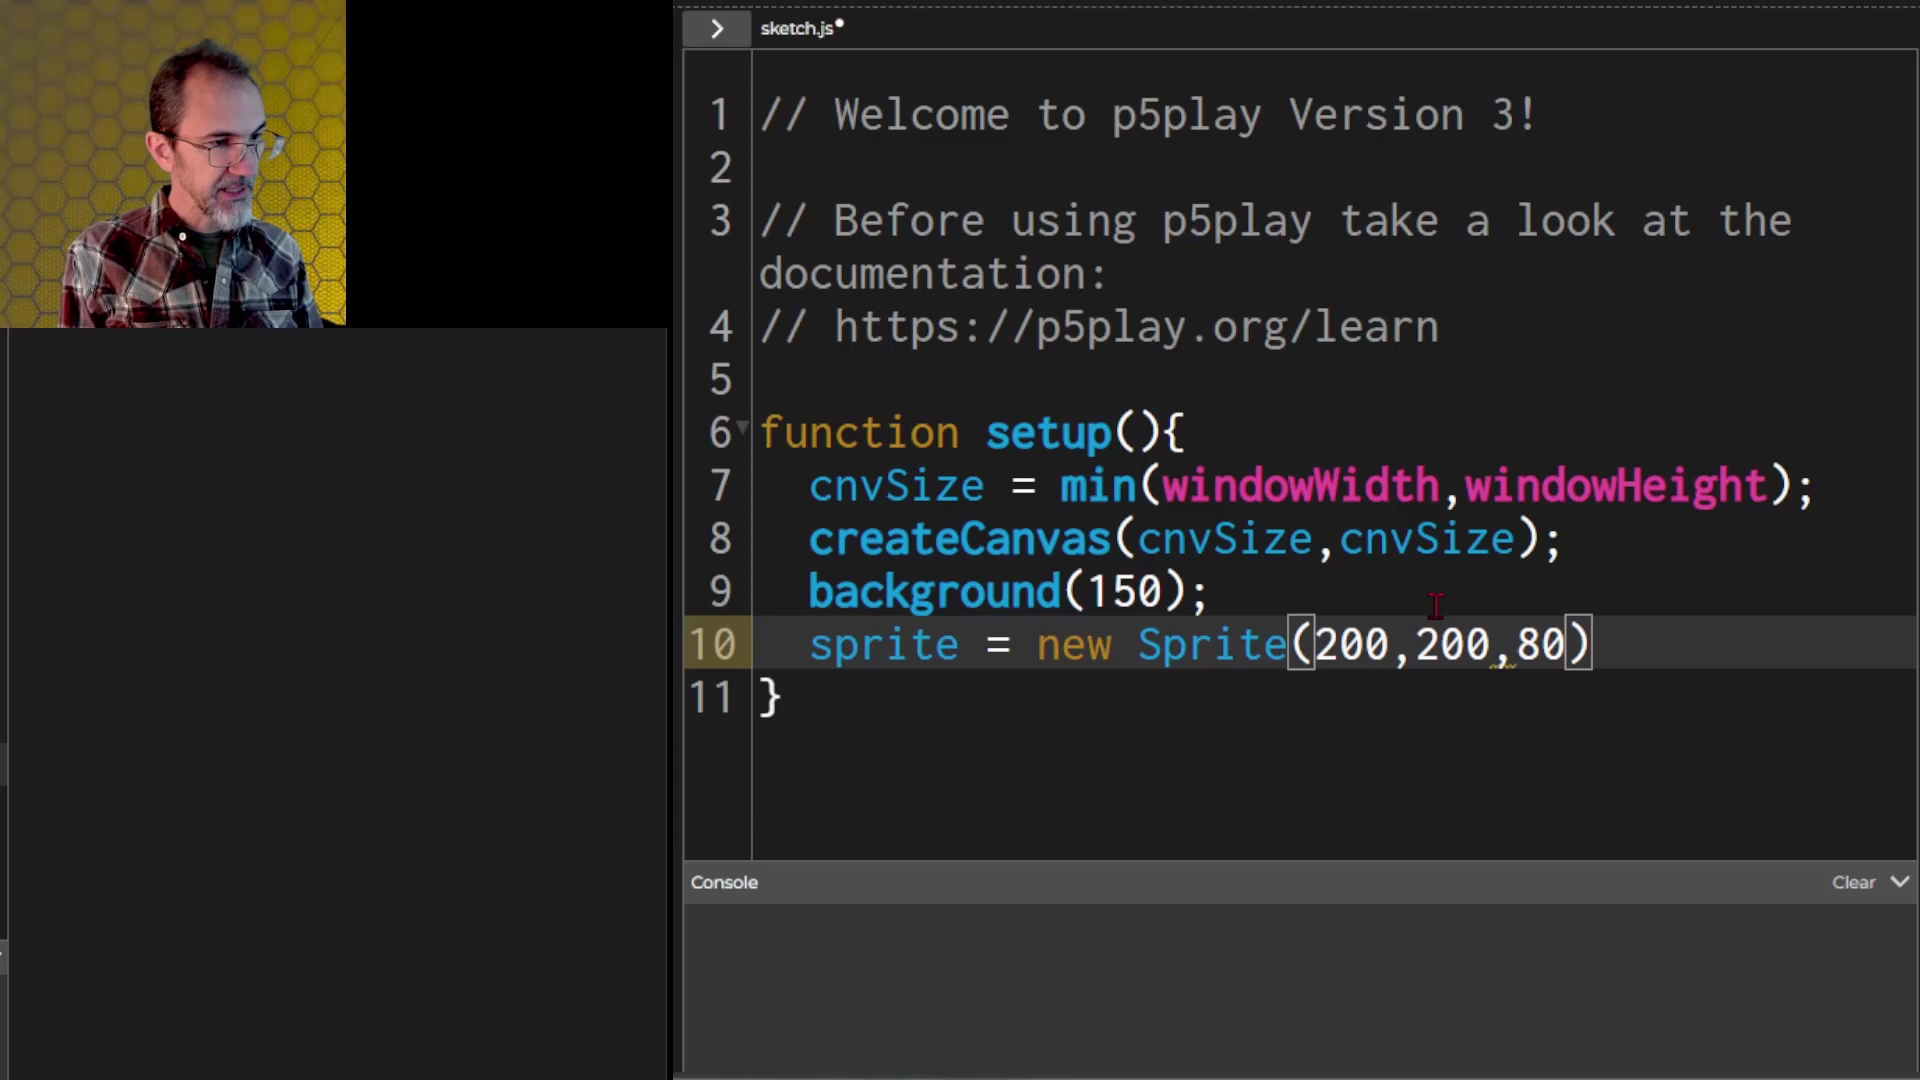 sketch.js•
1 // Welcome to p5play Version 3!
2
3 // Before using p5play take a look at the
documentation:
4 // https://p5play.org/learn
5
6 function setup(){
7 cnvSize = min(windowWidth,windowHeight);
8 createCanvas(cnvSize,cnvSize);
9 background(150);
10 sprite = new Sprite(200,200,80)
11 }
Console Clear